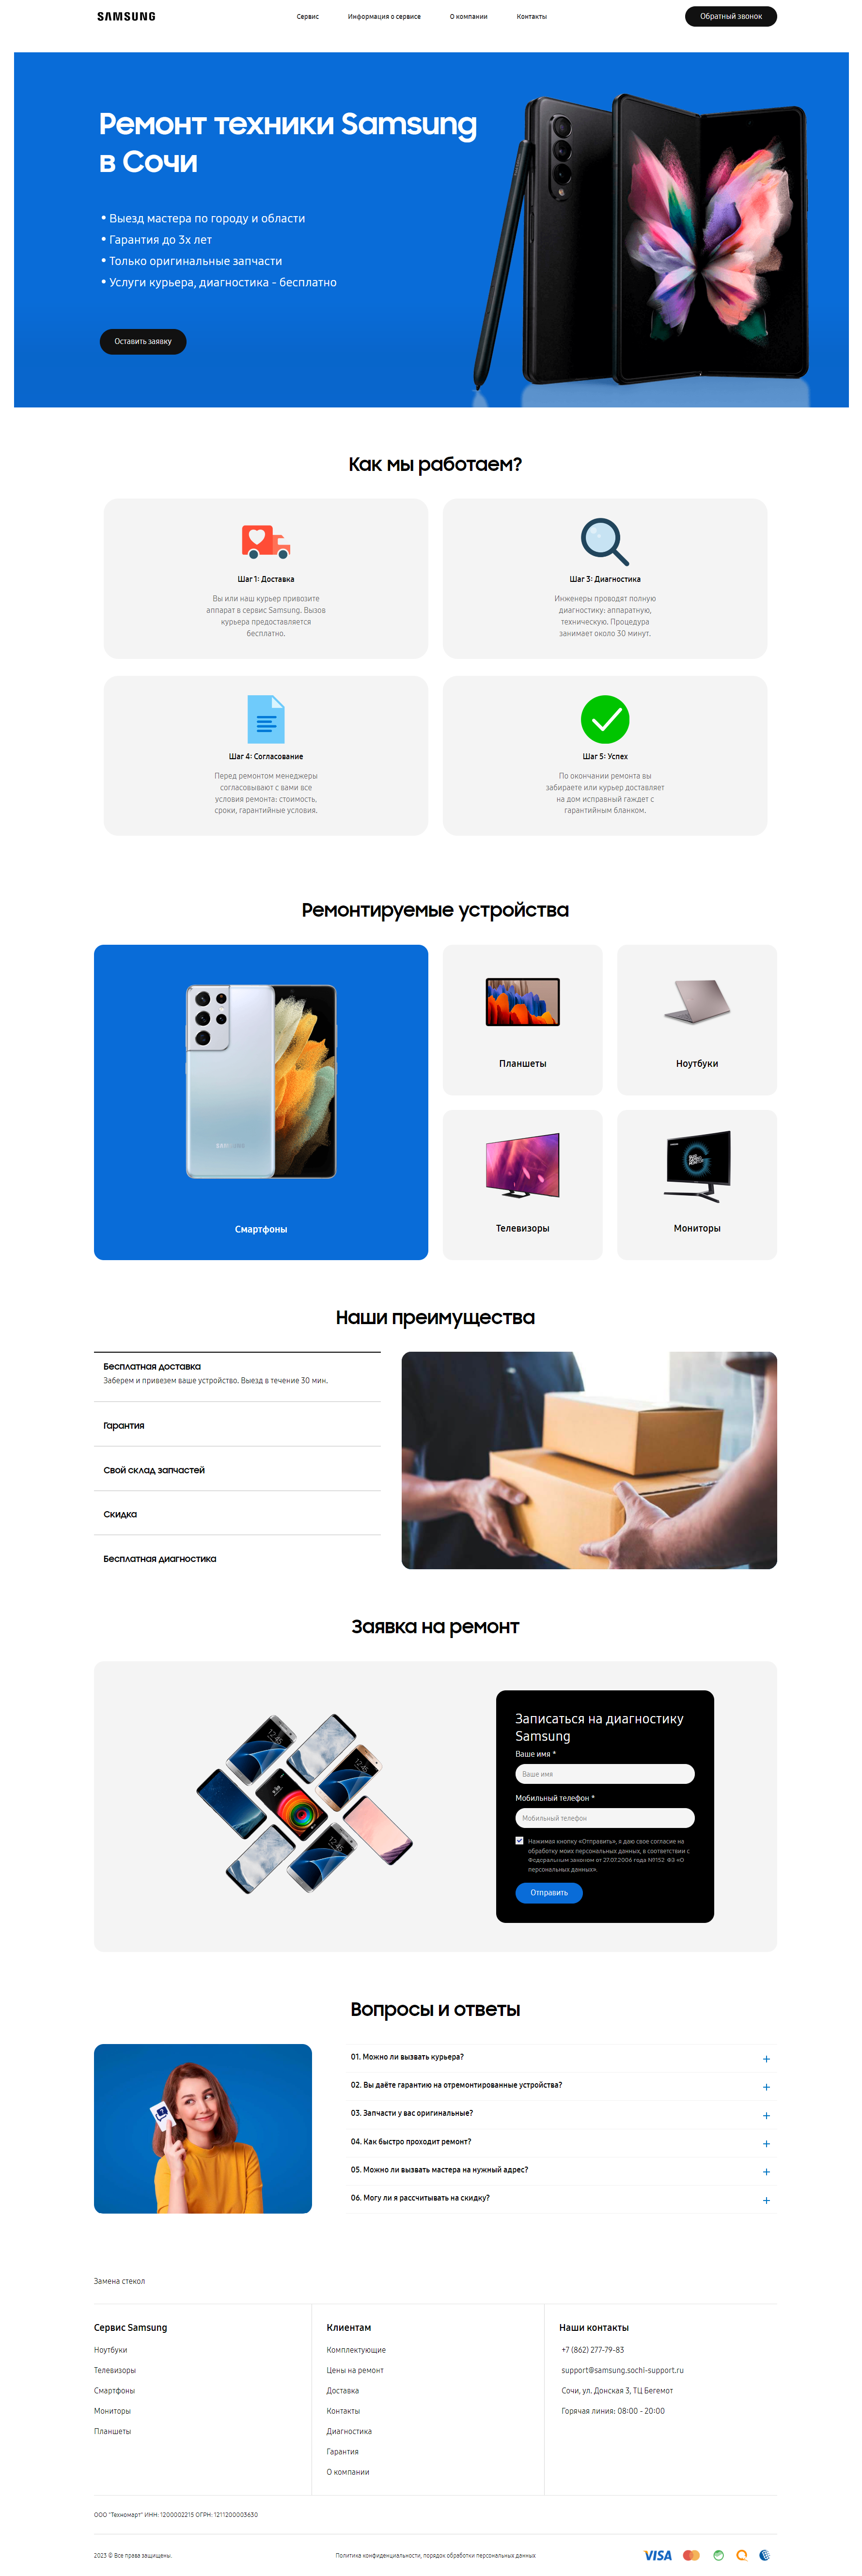 SAMSUNG
Сервис
Информация о сервисе
О компании
Контакты
Обратный звонок
Ремонт техники Samsung
в Сочи
• Выезд мастера по городу и области
• Гарантия до 3х лет
• Только оригинальные запчасти
• Услуги курьера, диагностика - бесплатно
Оставить заявку
Как мы работаем?
Шаг 1: Доставка
Вы или наш курьер привозите
аппарат в сервис Samsung. Вызов
курьера предоставляется
бесплатно.
Шаг 3: Диагностика
Инженеры проводят полную
диагностику: аппаратную,
техническую. Процедура
занимает около 30 минут.
Шаг 4: Согласование
Перед ремонтом менеджеры
согласовывают с вами все
условия ремонта: стоимость,
сроки, гарантийные условия.
Шаг 5: Успех
По окончании ремонта вы
забираете или курьер доставляет
на дом исправный гаждет с
гарантийным бланком.
Ремонтируемые устройства
Смартфоны
Планшеты
Ноутбуки
Телевизоры
Мониторы
Наши преимущества
Бесплатная доставка
Заберем и привезем ваше устройство. Выезд в течение 30 мин.
Гарантия
Свой склад запчастей
Скидка
Бесплатная диагностика
Заявка на ремонт
Записаться на диагностику
Samsung
Ваше имя *
Ваше имя
Мобильный телефон *
Мобильный телефон
Нажимая кнопку «Отправить», я даю свое согласие на
обработку моих персональных данных, в соответствии с
Федеральным законом от 27.07.2006 года №152-ФЗ «О
персональных данных».
Отправить
Вопросы и ответы
01. Можно ли вызвать курьера?
02. Вы даёте гарантию на отремонтированные устройства?
03. Запчасти у вас оригинальные?
04. Как быстро проходит ремонт?
05. Можно ли вызвать мастера на нужный адрес?
06. Могу ли я рассчитывать на скидку?
Замена стекол
Сервис Samsung
Ноутбуки
Телевизоры
Смартфоны
Мониторы
Планшеты
Клиентам
Комплектующие
Цены на ремонт
Доставка
Контакты
Диагностика
Гарантия
О компании
Наши контакты
+7 (862) 277-79-83
support@samsung.sochi-support.ru
Сочи, ул. Донская 3, ТЦ Бегемот
Горячая линия: 08:00 - 20:00
ООО "Техномарт" ИНН: 1200002215 ОГРН: 1211200003630
2023 © Все права защищены.
Политика конфиденциальности, порядок обработки персональных данных
VISA